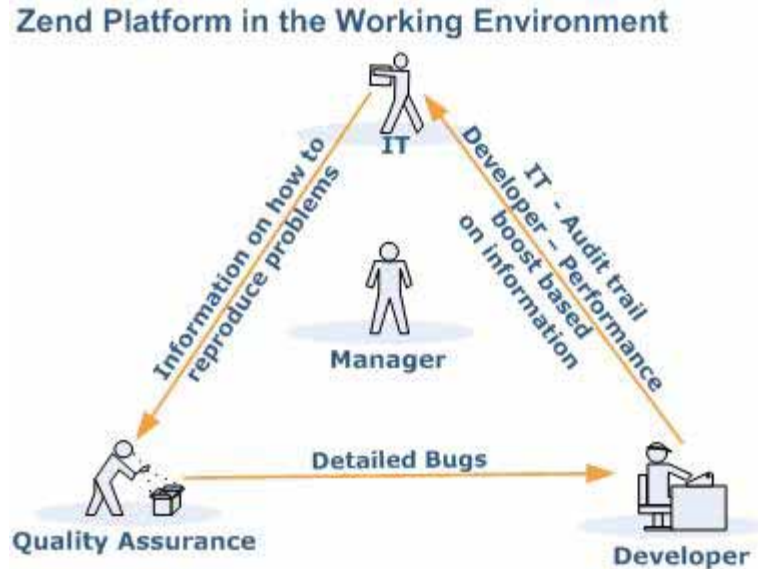 Zend Platform in the Working Environment
IT
Information on how to
reproduce problems
IT - Audit trail
Developer – Performance
boost based
on information
Manager
Detailed Bugs
Quality Assurance
Developer